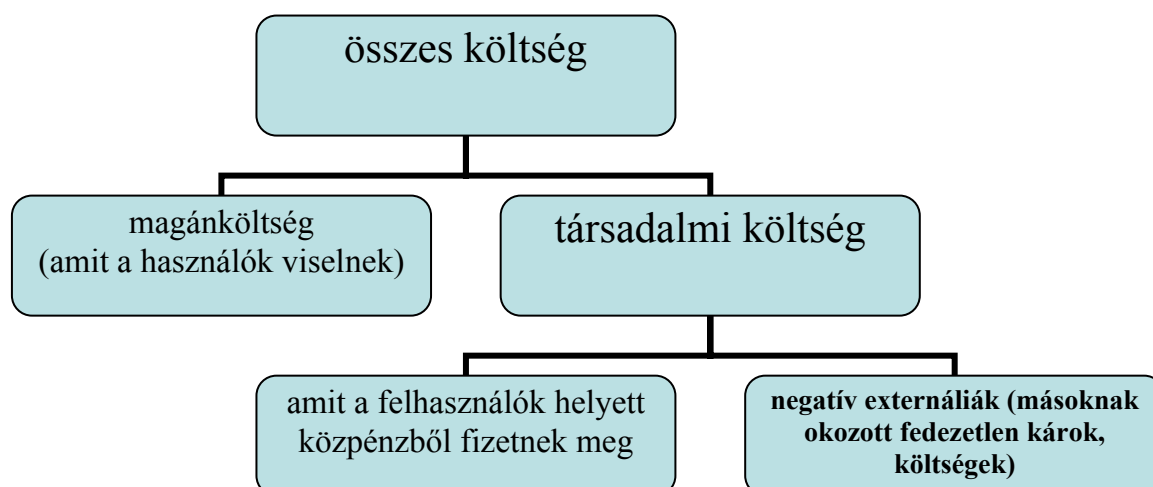 összes költség
magánköltség
(amit a használók viselnek)
társadalmi költség
amit a felhasználók helyett
közpénzből fizetnek meg
negatív externáliák (másoknak
okozott fedezetlen károk,
költségek)